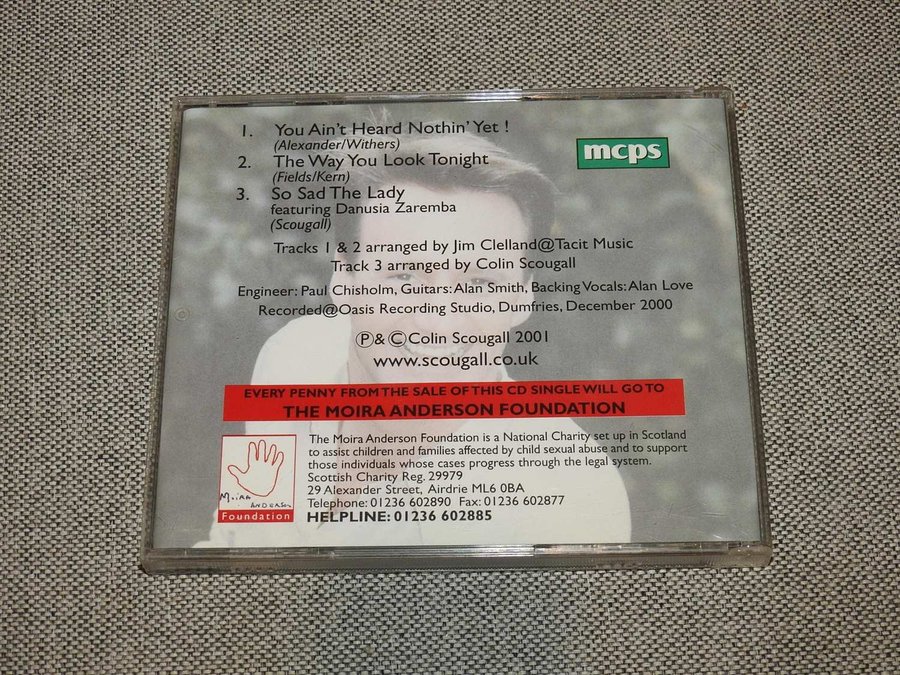 1. You Ain't Heard Nothin' Yet !
(Alexander/Withers)
2. The Way You Look Tonight
(Fields/Kern)
3. So Sad The Lady
featuring Danusia Zaremba
(Scougall)
mcps
Tracks 1 & 2 arranged by Jim Clelland@Tacit Music
Track 3 arranged by Colin Scougall
Engineer: Paul Chisholm, Guitars: Alan Smith, Backing Vocals: Alan Love
Recorded@Oasis Recording Studio, Dumfries, December 2000
Ⓟ& ©Colin Scougall 2001
www.scougall.co.uk
EVERY PENNY FROM THE SALE OF THIS CD SINGLE WILL GO TO
THE MOIRA ANDERSON FOUNDATION
The Moira Anderson Foundation is a National Charity set up in Scotland
to assist children and families affected by child sexual abuse and to support
those individuals whose cases progress through the legal system.
Scottish Charity Reg. 29979
29 Alexander Street, Airdrie ML6 0BA
Telephone: 01236 602890 Fax: 01236 602877
HELPLINE: 01236 602885
MOIRA
ANDERSON
Foundation